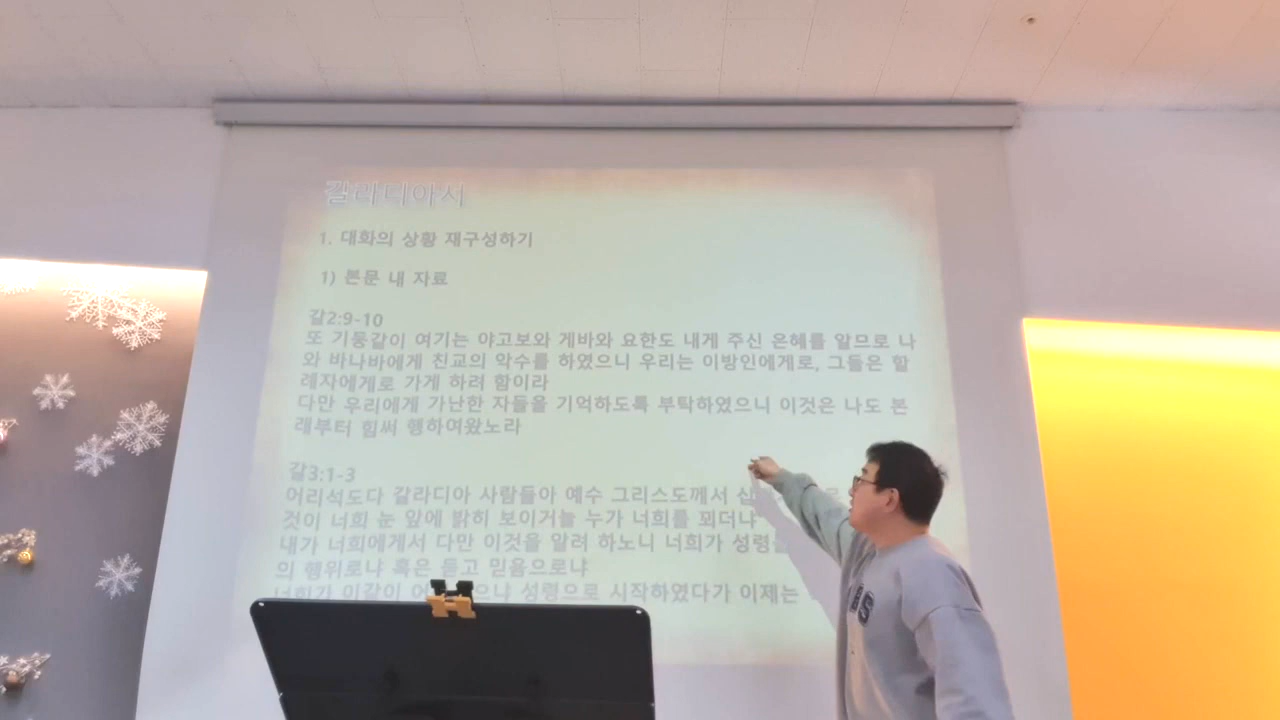 갈라디아서
1. 대화의 상황 재구성하기
1) 본문 내 자료
갈2:9-10
또 기둥같이 여기는 야고보와 게바와 요한도 내게 주신 은혜를 알므로 나
와 바나바에게 친교의 악수를 하였으니 우리는 이방인에게로, 그들은 할
례자에게로 가게 하려 함이라
다만 우리에게 가난한 자들을 기억하도록 부탁하였으니 이것은 나도 본
래부터 힘써 행하여왔노라
갈3:1-3
어리석도다 갈라디아 사람들아 예수 그리스도께서
것이 너희 눈 앞에 밝히 보이거늘 누가 너희를 꾀더냐
내가 너희에게서 다만 이것을 알려 하노니 너희가
의 행위로냐 혹은 듣고 믿음으로냐
너희가 이같이 성령으로 시작하였다가 이제는